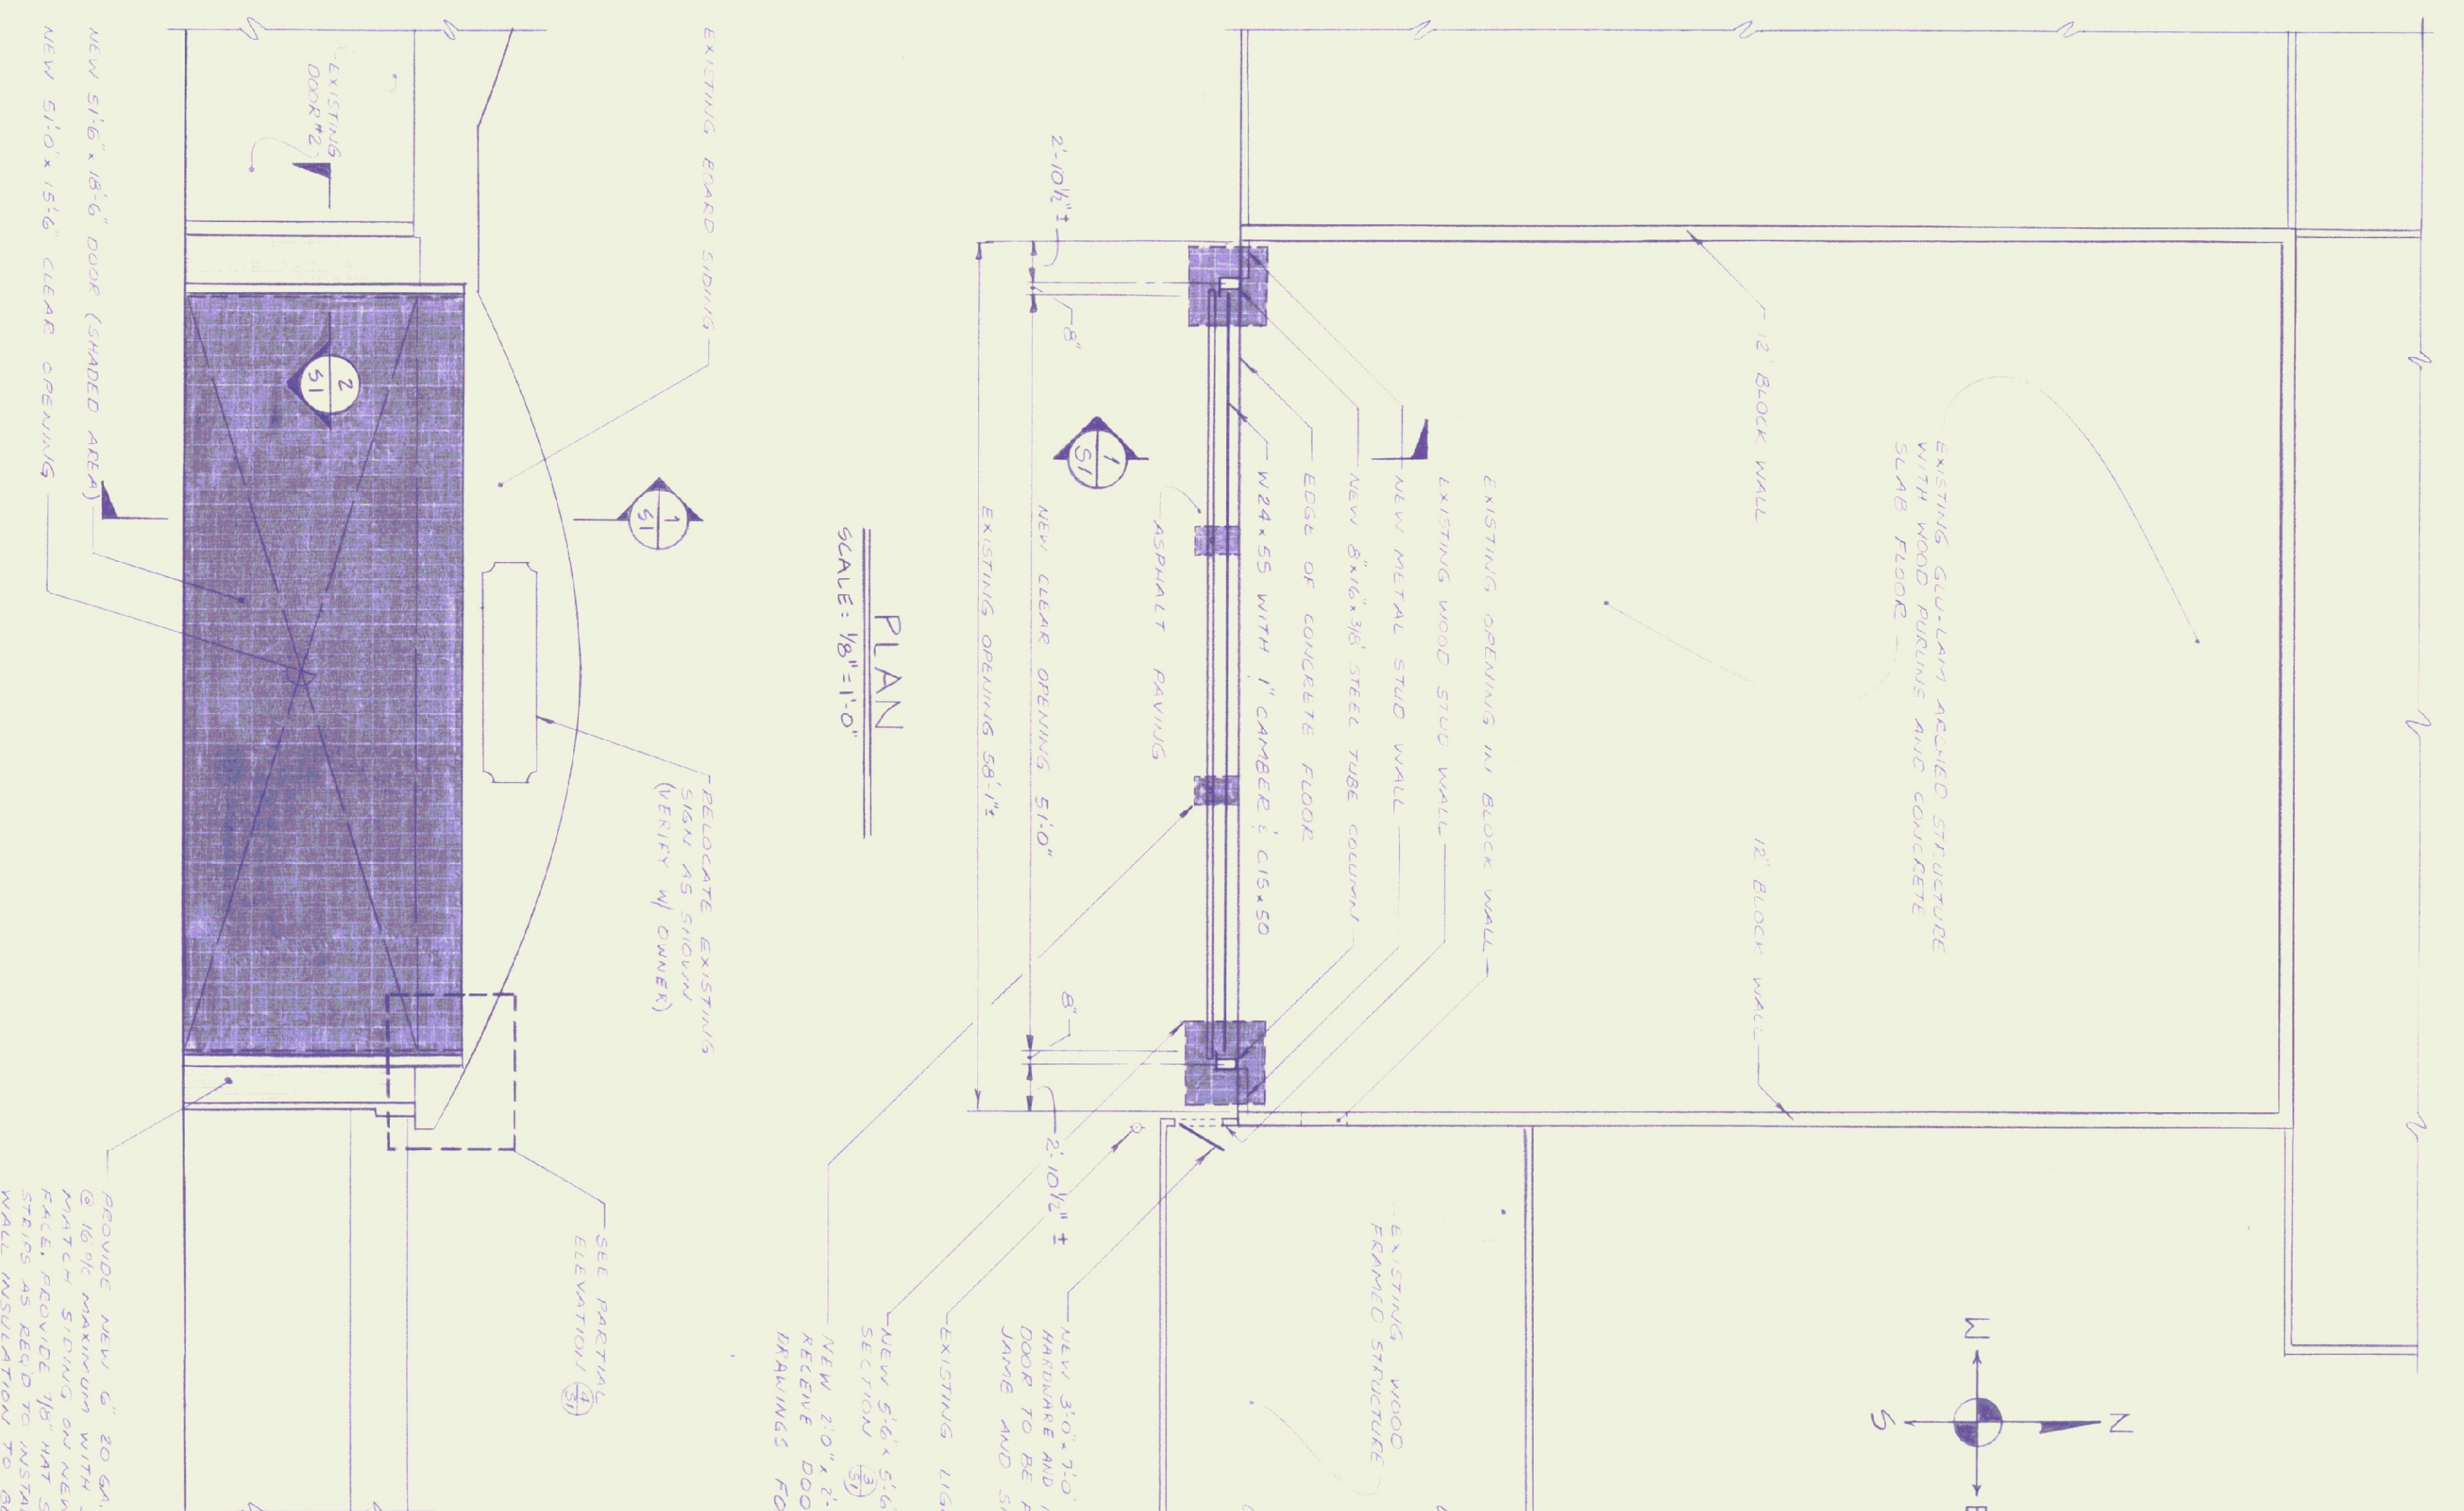 12" BLOCK WALL
12" BLOCK WALL
EXISTING GLU-LAM ARCHED STRUCTURE
WITH WOOD PURLINS AND CONCRETE
SLAB FLOOR
N
S
W
E
EXISTING WOOD
FRAMED STRUCTURE
EXISTING OPENING IN BLOCK WALL
EXISTING WOOD STUD WALL
NEW METAL STUD WALL
NEW 8"x16"x3/8" STEEL TUBE COLUMN
EDGE OF CONCRETE FLOOR
W24x55 WITH 1" CAMBER & C15x50
ASPHALT PAVING
1
S1
2'-10½"±
8"
NEW CLEAR OPENING 51'-0"
8"
2'-10½" ±
EXISTING OPENING 58'-1"±
NEW 3'-0" x 7'-0"
HARDWARE AND
DOOR TO BE
JAMB AND
EXISTING
NEW 5'-6" x 5'-6"
SECTION 3
S1
NEW 2'-0" x 2'-
RECEIVE DOO
DRAWINGS FO
PLAN
SCALE: 1/8" = 1'-0"
EXISTING BOARD SIDING
RELOCATE EXISTING
SIGN AS SHOWN
(VERIFY W/ OWNER)
1
S1
SEE PARTIAL
ELEVATION 4
S1
EXISTING
DOOR #2
2
S1
NEW 51'-6" x 18'-6" DOOR (SHADED AREA)
NEW 51'-0" x 15'-6" CLEAR OPENING
PROVIDE NEW 6" 20 GA.
@ 16" O/C MAXIMUM WITH
MATCH SIDING ON NEW
FACE. PROVIDE 7/8" HAT
STRIPS AS REQ'D TO INSTA
WALL INSULATION TO